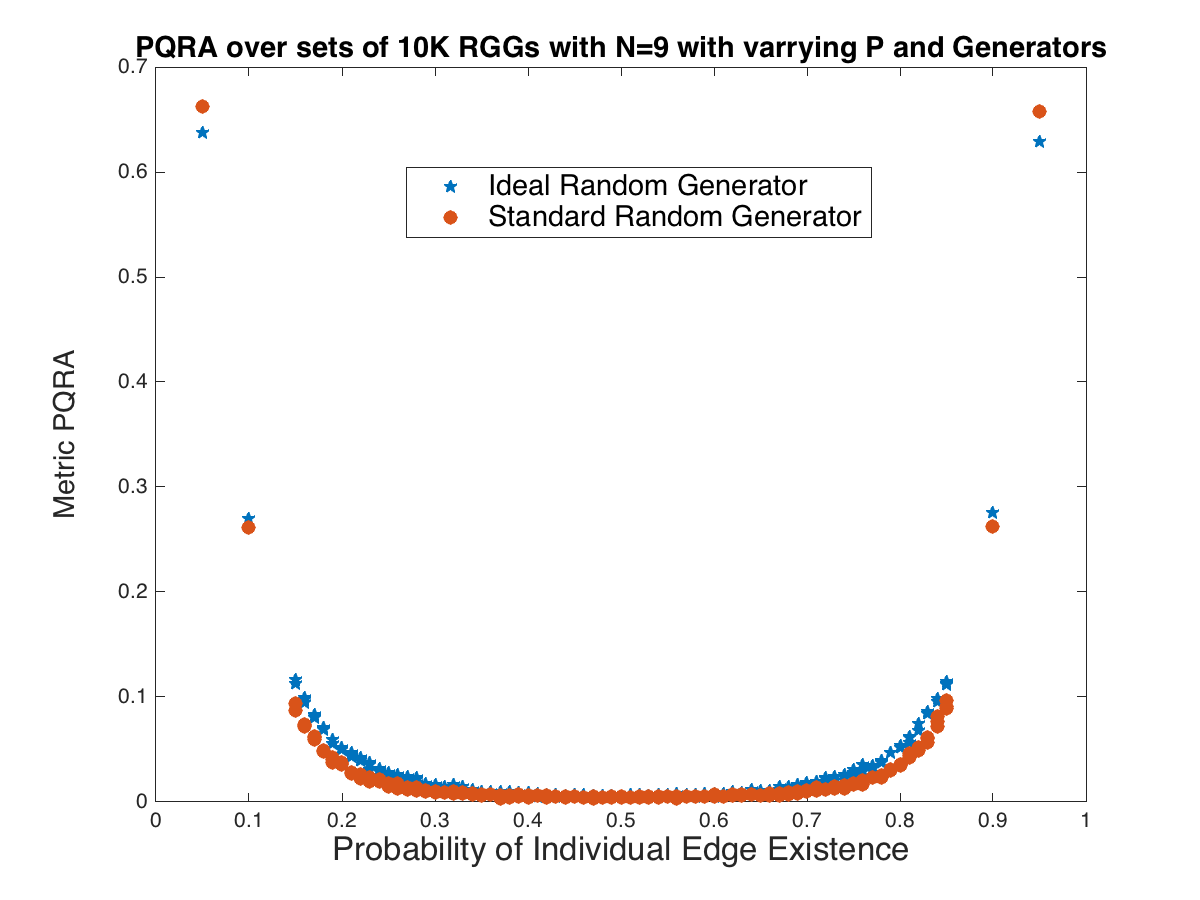 PQRA over sets of 10K RGGs with N=9 with varrying P and Generators
0.7
0.6
0.5
0.4
0.3
0.2
0.1
0
Metric PQRA
Ideal Random Generator
Standard Random Generator
0 0.1 0.2 0.3 0.4 0.5 0.6 0.7 0.8 0.9 1
Probability of Individual Edge Existence